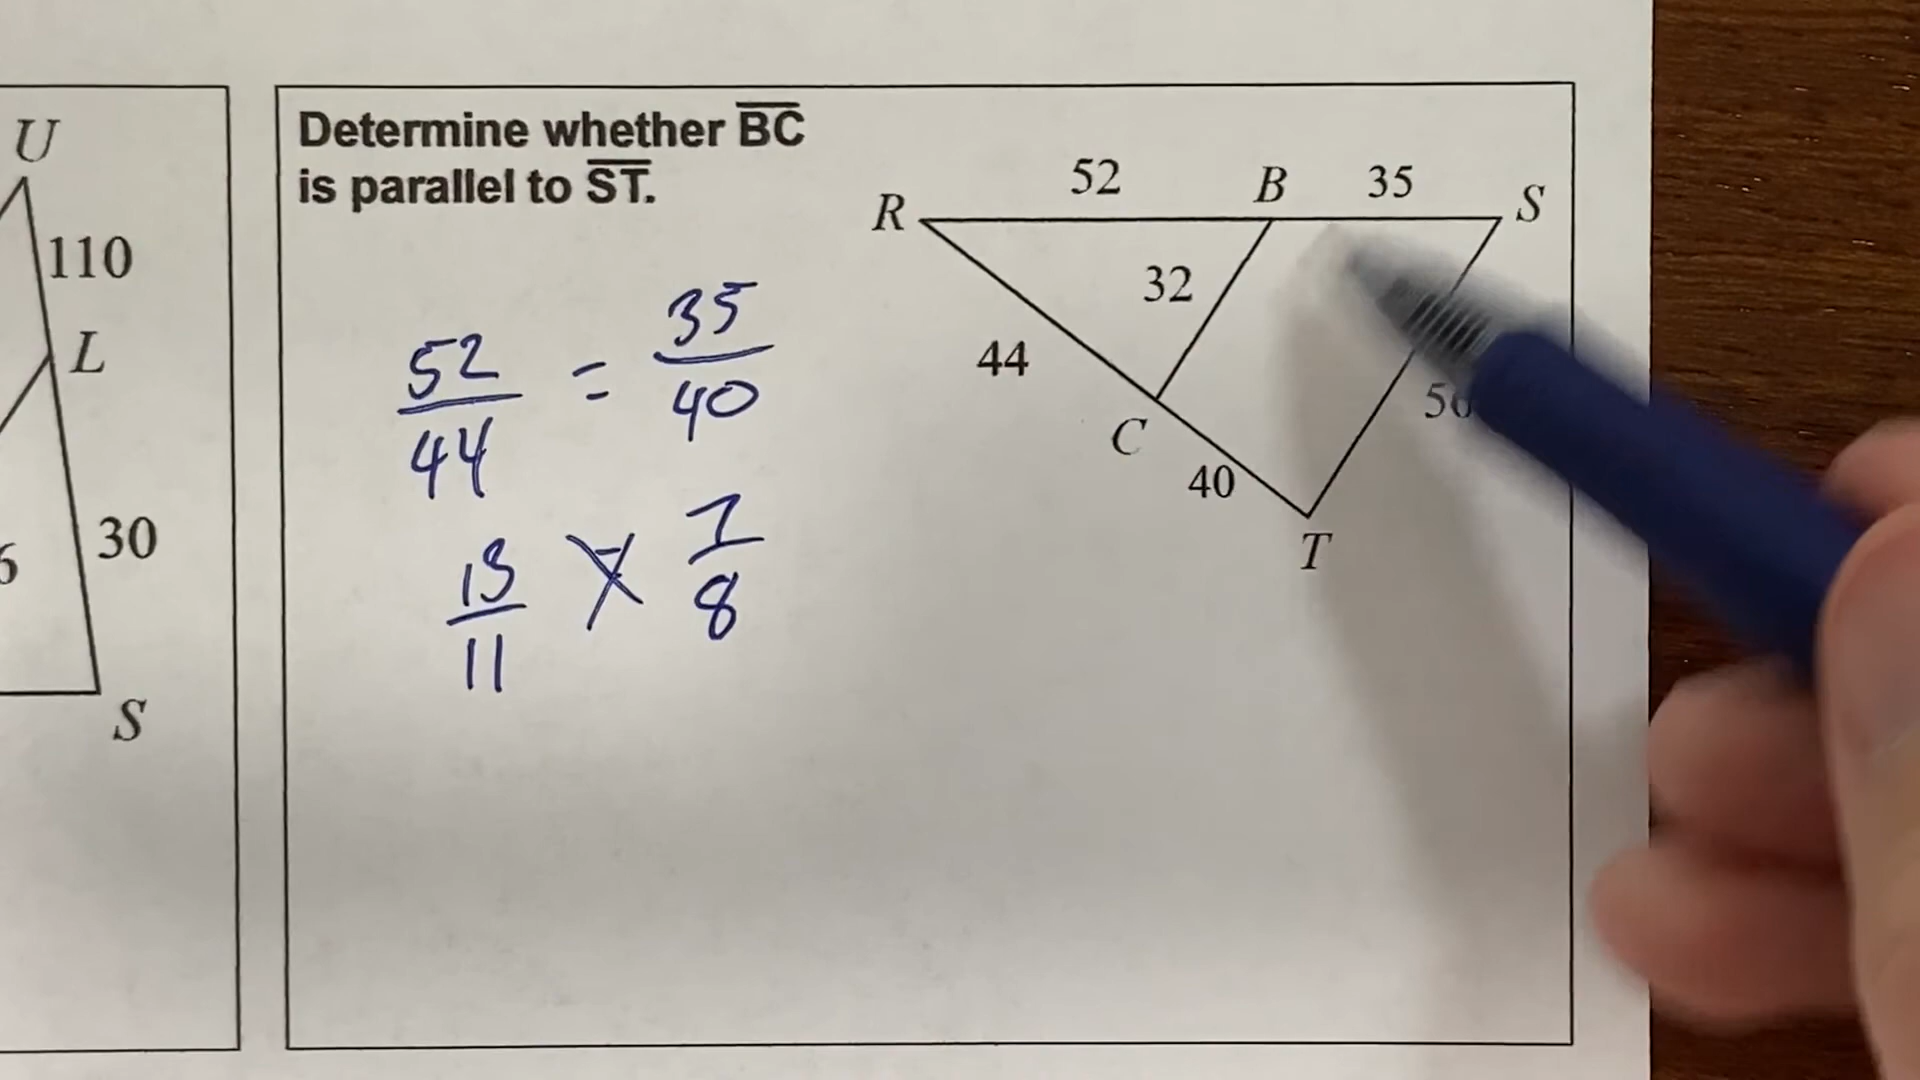 U
110
L
30
S
Determine whether BC
is parallel to ST.
52
B
35
S
R
32
44
C
40
T
52/44 = 35/40
13/11 ≠ 7/8